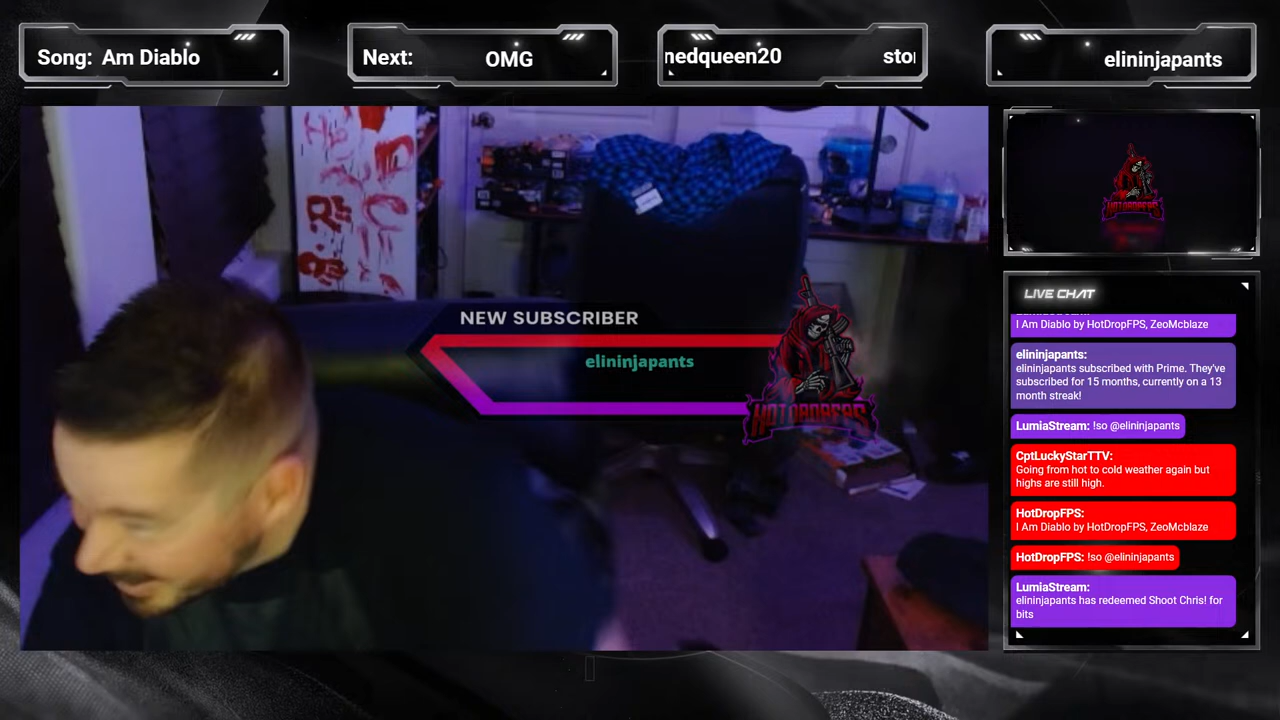 Song: Am Diablo
Next: OMG
nedqueen20
elininjapants
NEW SUBSCRIBER
elininjapants
LIVE CHAT
I Am Diablo by HotDropFPS, ZeoMcblaze
elininjapants:
elininjapants subscribed with Prime. They've
subscribed for 15 months, currently on a 13
month streak!
LumiaStream: !so @elininjapants
CptLuckyStarTTV:
Going from hot to cold weather again but
highs are still high.
HotDropFPS:
I Am Diablo by HotDropFPS, ZeoMcblaze
HotDropFPS: !so @elininjapants
LumiaStream:
elininjapants has redeemed Shoot Chris! for
bits